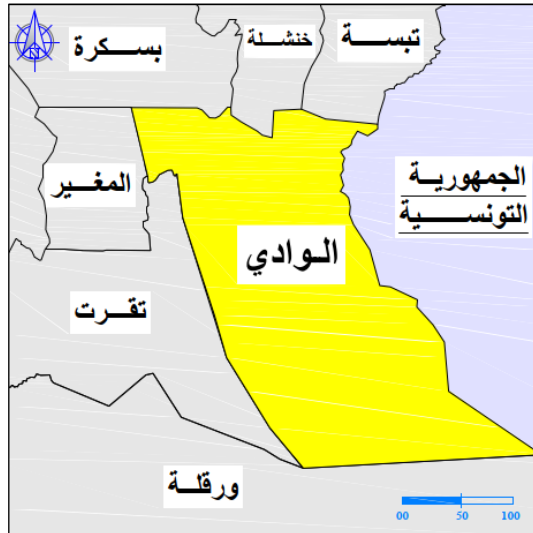 N
بسكرة
خنشلة
تبسة
المغير
الجمهورية
التونسية
الوادي
تقرت
ورقلة
00 50 100